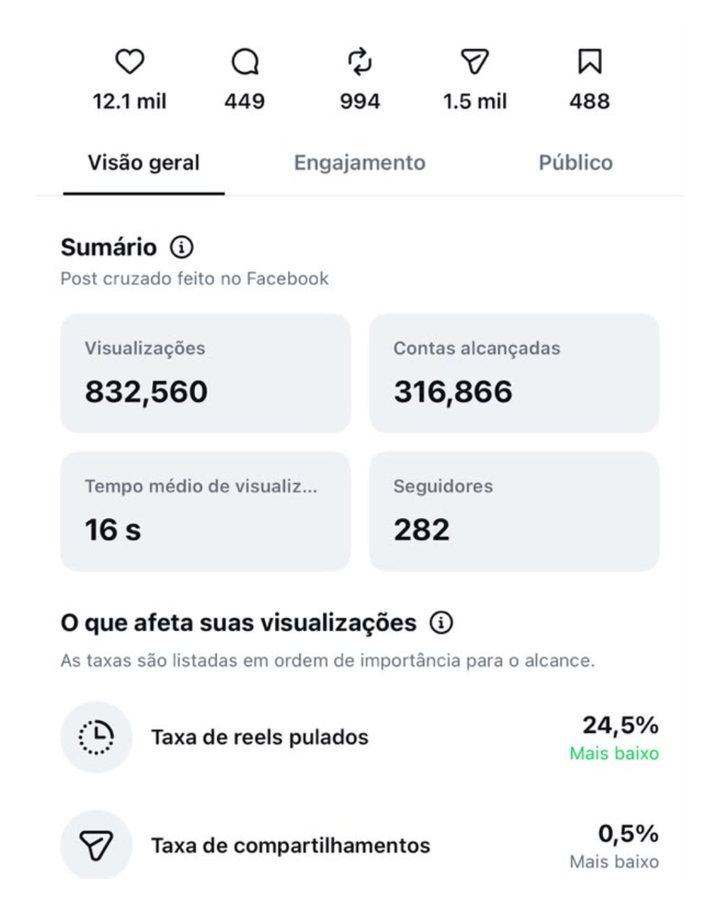 12.1 mil 449 994 1.5 mil 488
Visão geral Engajamento Público
Sumário
Post cruzado feito no Facebook
Visualizações Contas alcançadas
832,560 316,866
Tempo médio de visualiz... Seguidores
16 s 282
O que afeta suas visualizações
As taxas são listadas em ordem de importância para o alcance.
Taxa de reels pulados 24,5%
Mais baixo
Taxa de compartilhamentos 0,5%
Mais baixo